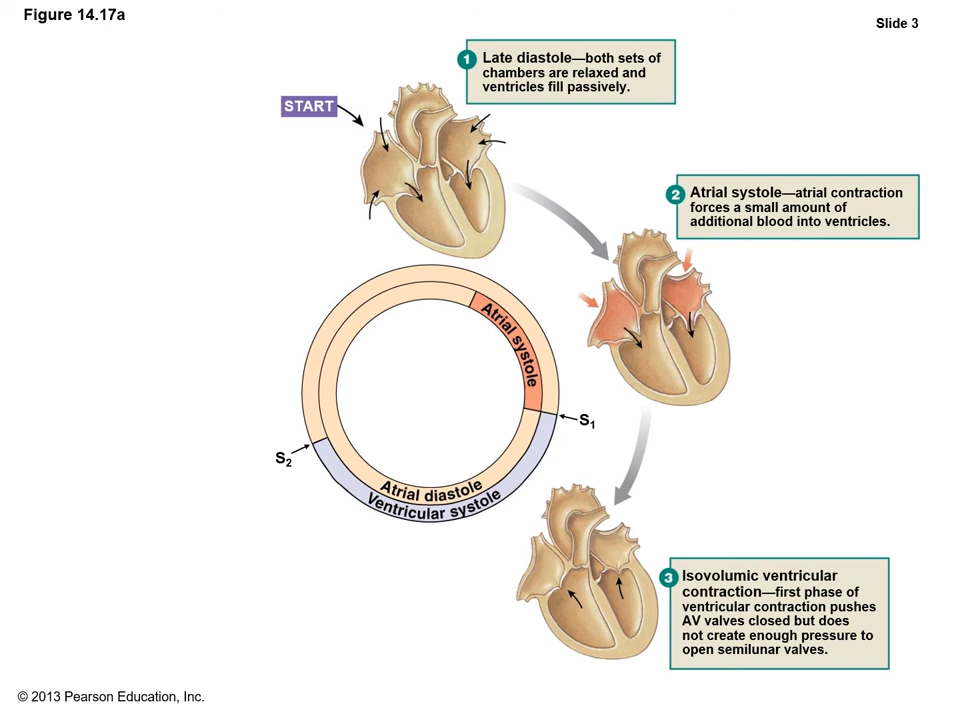 Figure 14.17a
Slide 3
1 Late diastole—both sets of
chambers are relaxed and
ventricles fill passively.
START
2 Atrial systole—atrial contraction
forces a small amount of
additional blood into ventricles.
Atrial systole
S1
S2
Atrial diastole
Ventricular systole
3 Isovolumic ventricular
contraction—first phase of
ventricular contraction pushes
AV valves closed but does
not create enough pressure to
open semilunar valves.
© 2013 Pearson Education, Inc.